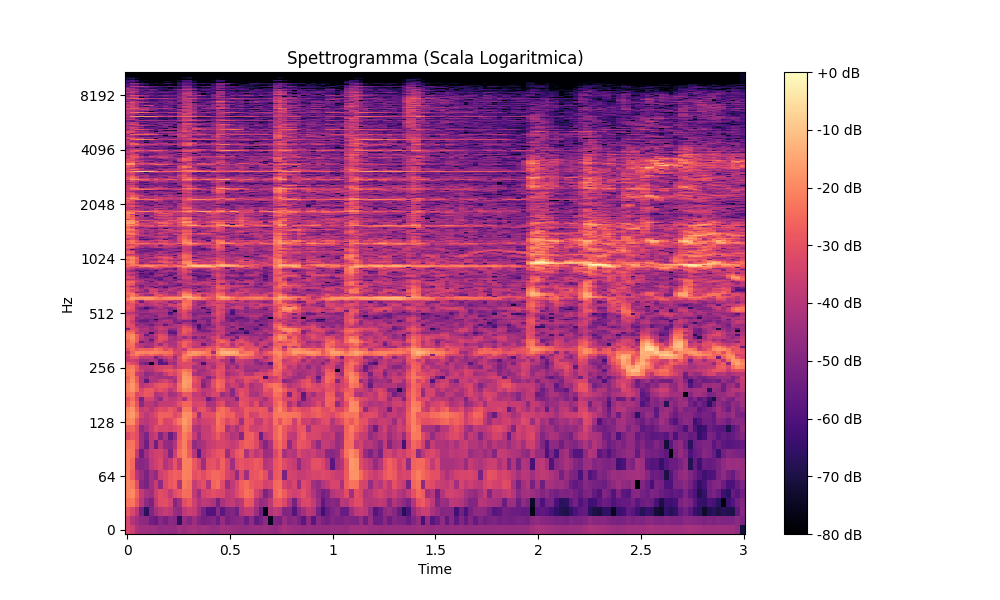 Spettrogramma (Scala Logaritmica)
Hz
8192
4096
2048
1024
512
256
128
64
0
0
0.5
1
1.5
2
2.5
3
Time
+0 dB
-10 dB
-20 dB
-30 dB
-40 dB
-50 dB
-60 dB
-70 dB
-80 dB